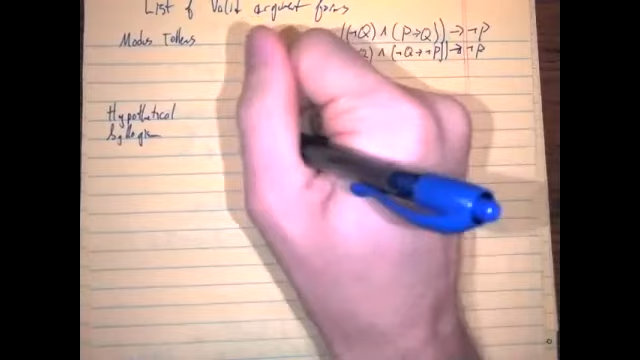 List of Valid argument forms
Modus Tollens [(¬Q) ∧ (P→Q)] → ¬P
Q) ∧ (¬Q→¬P)] → ¬P
Hypothetical
Syllogism